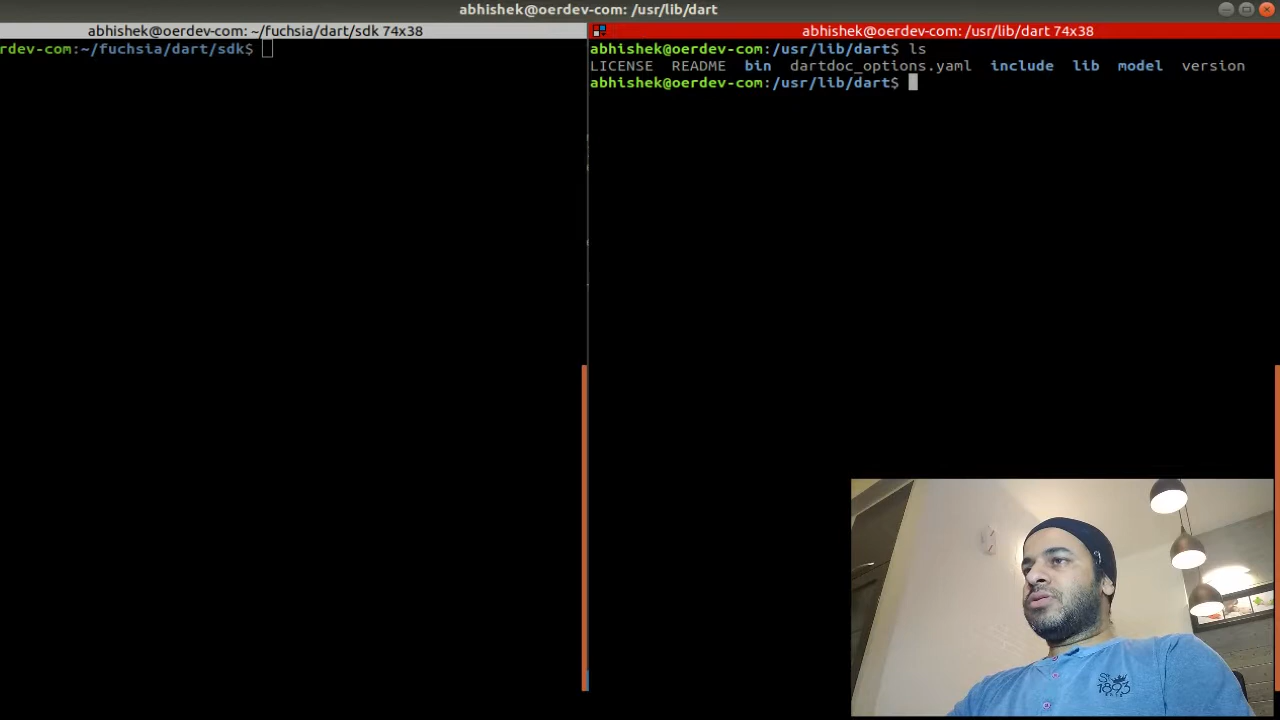 abhishek@oerdev-com: /usr/lib/dart
abhishek@oerdev-com: ~/fuchsia/dart/sdk 74x38
rdev-com:~/fuchsia/dart/sdk$
abhishek@oerdev-com: /usr/lib/dart 74x38
abhishek@oerdev-com:/usr/lib/dart$ ls
LICENSE README bin dartdoc_options.yaml include lib model version
abhishek@oerdev-com:/usr/lib/dart$
1893